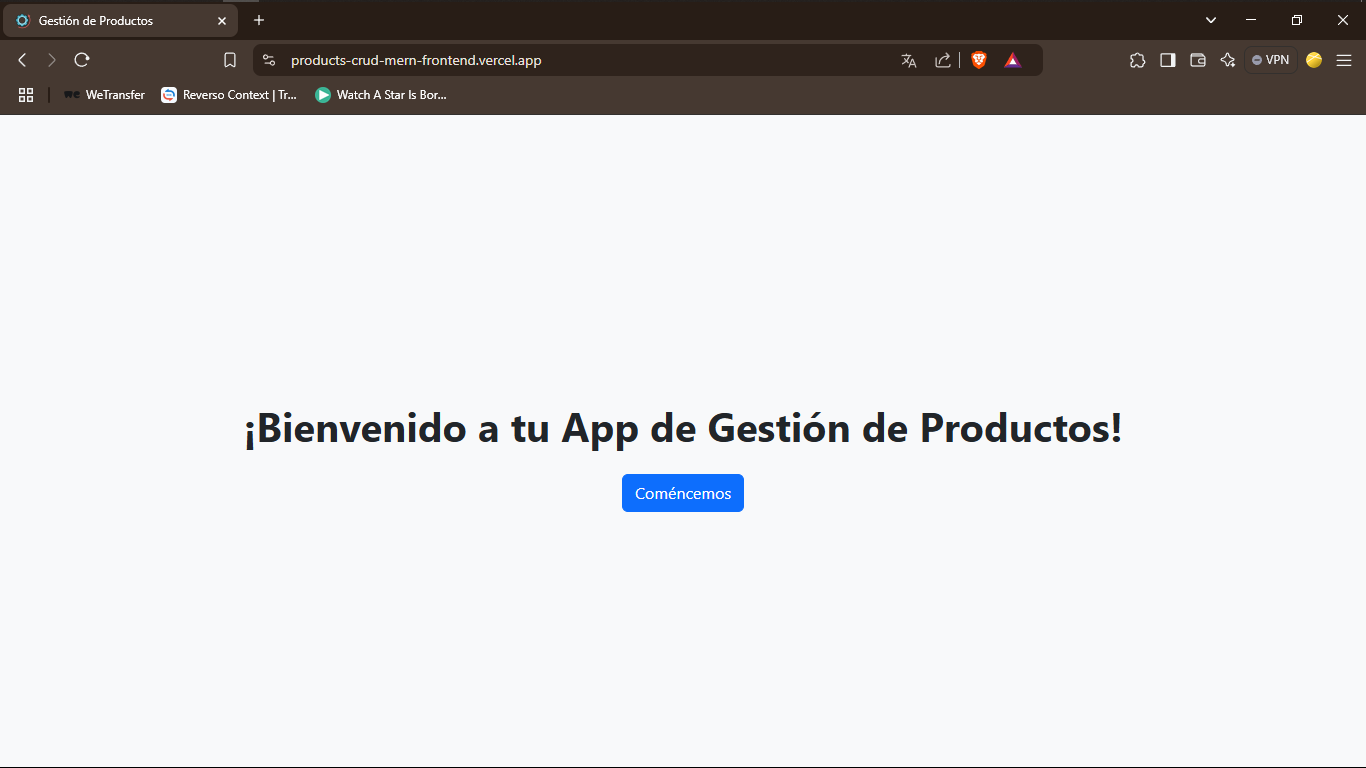 Gestión de Productos
products-crud-mern-frontend.vercel.app
VPN
we WeTransfer
Reverso Context | Tr...
Watch A Star Is Bor...
¡Bienvenido a tu App de Gestión de Productos!
Coméncemos